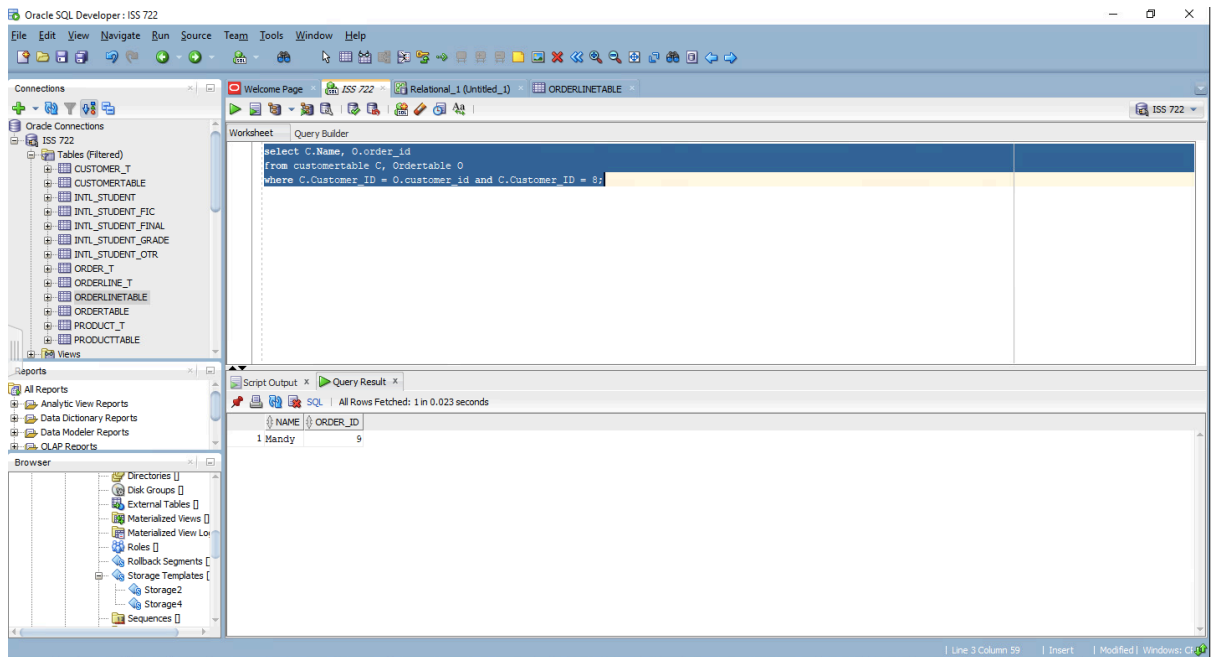 Oracle SQL Developer : ISS 722
File Edit View Navigate Run Source Team Tools Window Help
Connections
Welcome Page
ISS 722
Relational_1 (Untitled_1)
ORDERLINETABLE
ISS 722
Oracle Connections
ISS 722
Tables (Filtered)
CUSTOMER_T
CUSTOMERTABLE
INTL_STUDENT
INTL_STUDENT_FIC
INTL_STUDENT_FINAL
INTL_STUDENT_GRADE
INTL_STUDENT_OTR
ORDER_T
ORDERLINE_T
ORDERLINETABLE
ORDERTABLE
PRODUCT_T
PRODUCTTABLE
Views
Worksheet Query Builder
select C.Name, O.order_id
from customertable C, Ordertable O
where C.Customer_ID = O.customer_id and C.Customer_ID = 8;
Reports
All Reports
Analytic View Reports
Data Dictionary Reports
Data Modeler Reports
OLAP Reports
Script Output x Query Result x
SQL | All Rows Fetched: 1 in 0.023 seconds
NAME ORDER_ID
1 Mandy 9
Browser
Directories []
Disk Groups []
External Tables []
Materialized Views []
Materialized View Lo
Roles []
Rollback Segments [
Storage Templates [
Storage2
Storage4
Sequences []
| Line 3 Column 59 | Insert | Modified | Windows: C